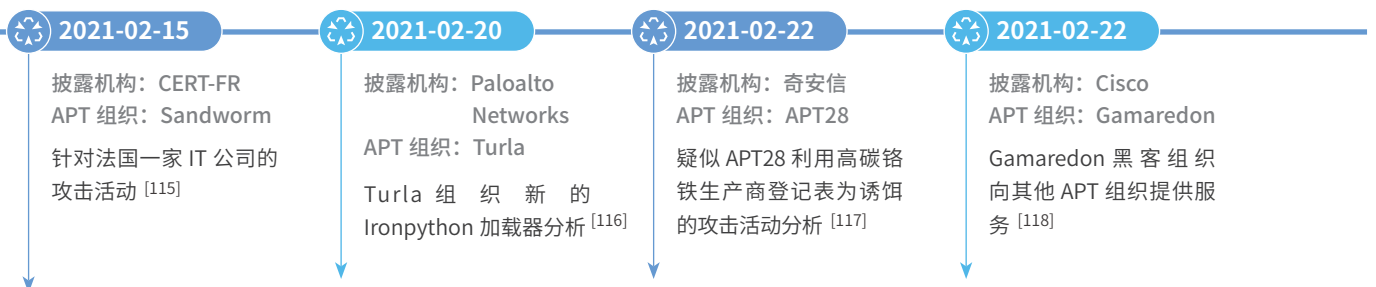 2021-02-15
披露机构：CERT-FR
APT 组织：Sandworm
针对法国一家 IT 公司的
攻击活动 [115]
2021-02-20
披露机构：Paloalto
Networks
APT 组织：Turla
Turla 组 织 新 的
Ironpython 加载器分析 [116]
2021-02-22
披露机构：奇安信
APT 组织：APT28
疑似 APT28 利用高碳铬
铁生产商登记表为诱饵
的攻击活动分析 [117]
2021-02-22
披露机构：Cisco
APT 组织：Gamaredon
Gamaredon 黑 客 组 织
向其他 APT 组织提供服
务 [118]